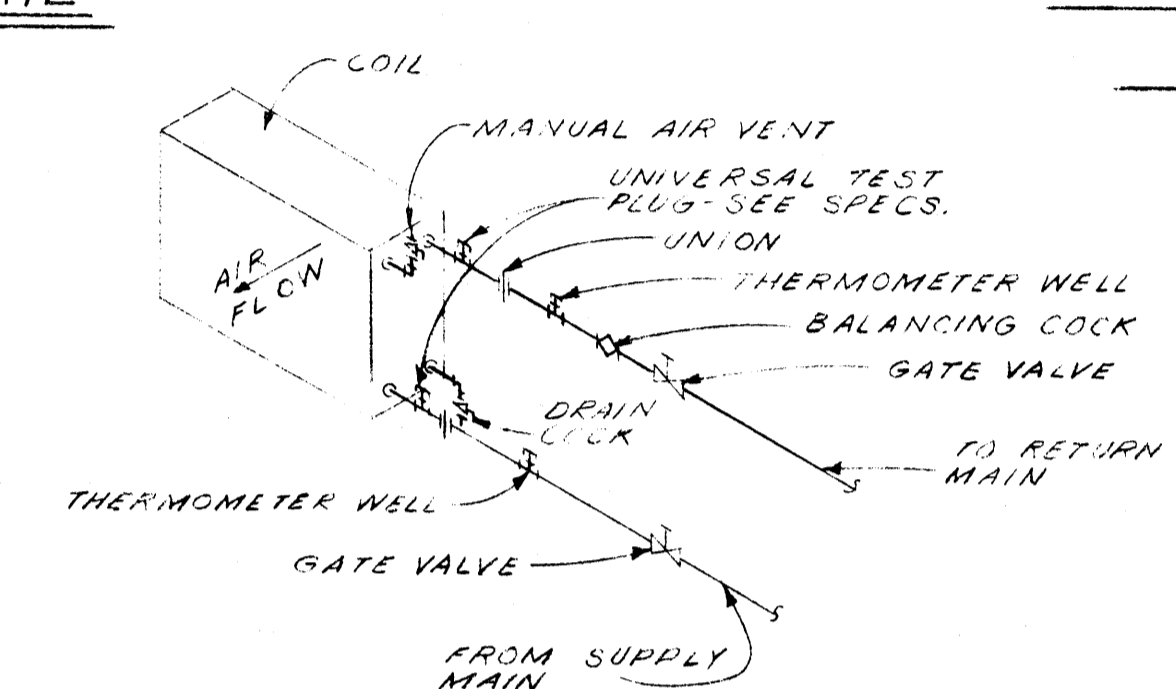 COIL
MANUAL AIR VENT
UNIVERSAL TEST
PLUG-SEE SPECS.
UNION
AIR
FLOW
THERMOMETER WELL
BALANCING COCK
GATE VALVE
DRAIN
COCK
TO RETURN
MAIN
THERMOMETER WELL
GATE VALVE
FROM SUPPLY
MAIN